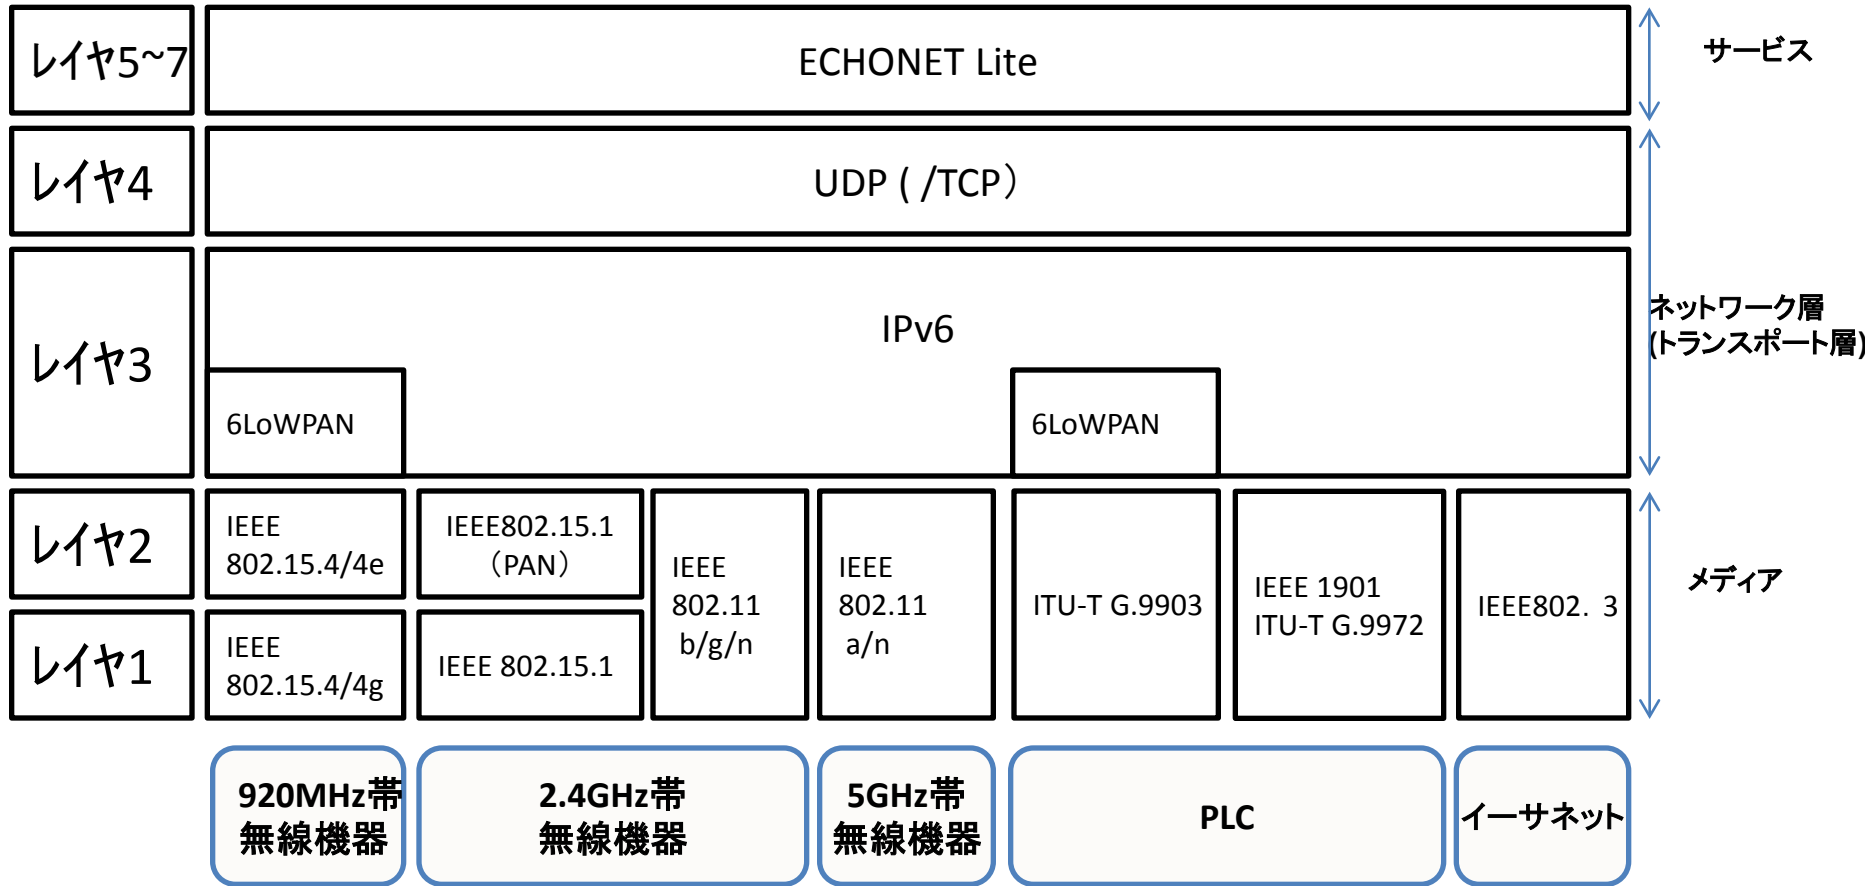 レイヤ5~7
ECHONET Lite
サービス
レイヤ4
UDP ( /TCP）
レイヤ3
IPv6
ネットワーク層
(トランスポート層)
6LoWPAN
6LoWPAN
レイヤ2
IEEE
802.15.4/4e
IEEE802.15.1
（PAN）
IEEE
802.11
b/g/n
IEEE
802.11
a/n
ITU-T G.9903
IEEE 1901
ITU-T G.9972
IEEE802．3
メディア
レイヤ1
IEEE
802.15.4/4g
IEEE 802.15.1
920MHz帯
無線機器
2.4GHz帯
無線機器
5GHz帯
無線機器
PLC
イーサネット